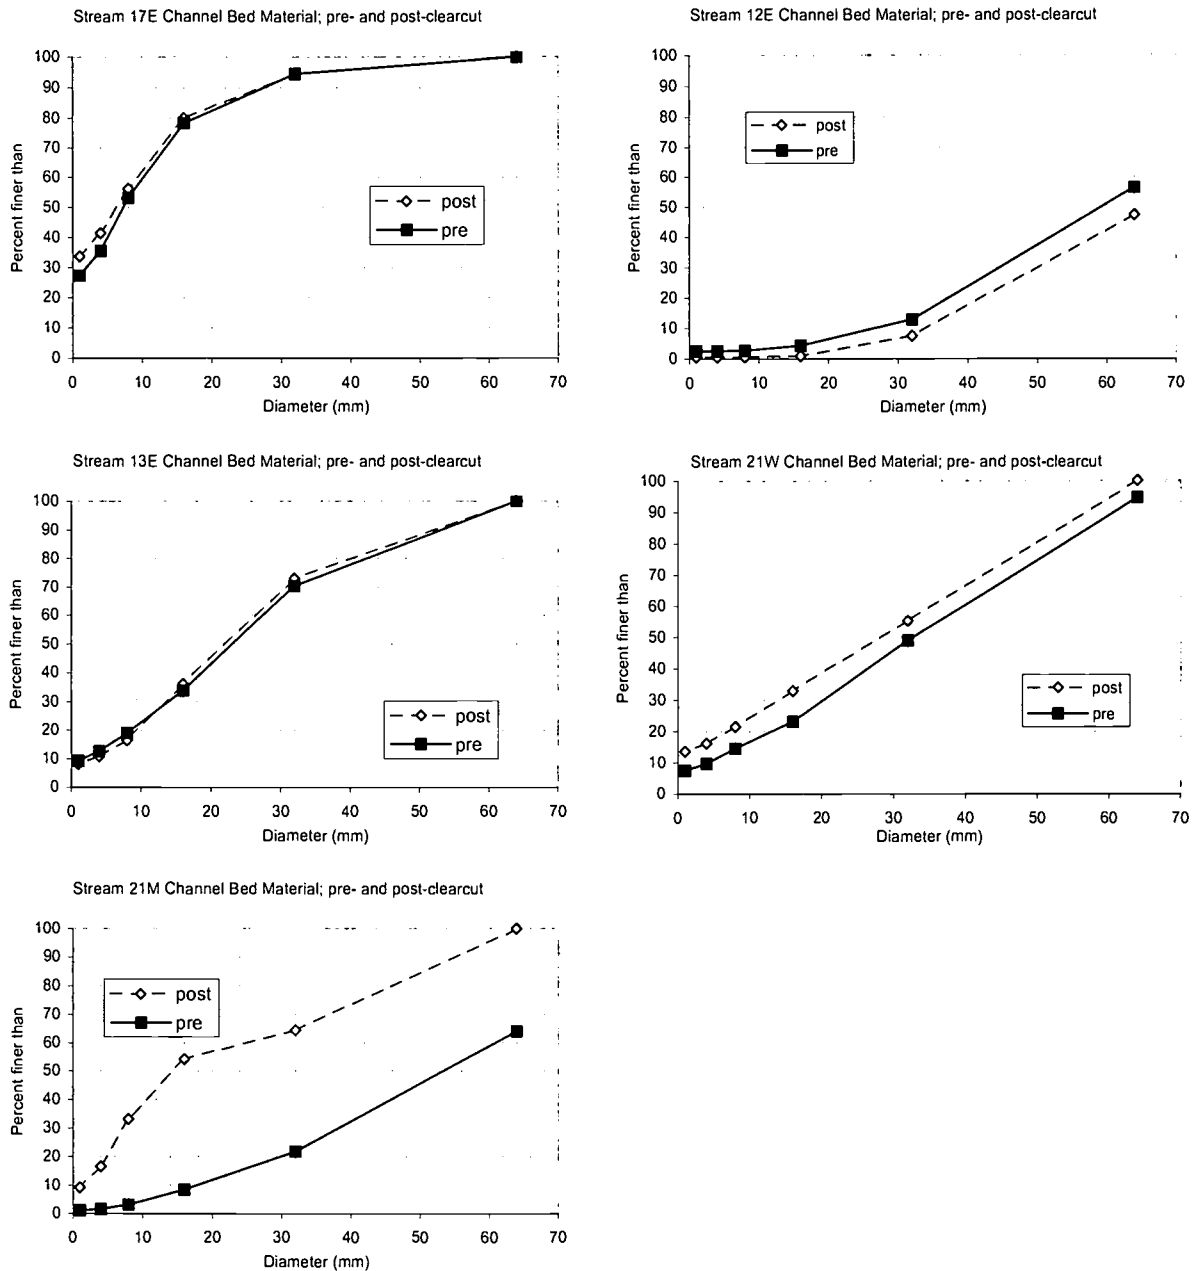 Stream 17E Channel Bed Material; pre- and post-clearcut
Percent finer than
100
90
80
70
60
50
40
30
20
10
0
post
pre
0 10 20 30 40 50 60 70
Diameter (mm)
Stream 12E Channel Bed Material; pre- and post-clearcut
Percent finer than
100
90
80
70
60
50
40
30
20
10
0
post
pre
0 10 20 30 40 50 60 70
Diameter (mm)
Stream 13E Channel Bed Material; pre- and post-clearcut
Percent finer than
100
90
80
70
60
50
40
30
20
10
0
post
pre
0 10 20 30 40 50 60 70
Diameter (mm)
Stream 21W Channel Bed Material; pre- and post-clearcut
Percent finer than
100
90
80
70
60
50
40
30
20
10
0
post
pre
0 10 20 30 40 50 60 70
Diameter (mm)
Stream 21M Channel Bed Material; pre- and post-clearcut
Percent finer than
100
90
80
70
60
50
40
30
20
10
0
post
pre
0 10 20 30 40 50 60 70
Diameter (mm)